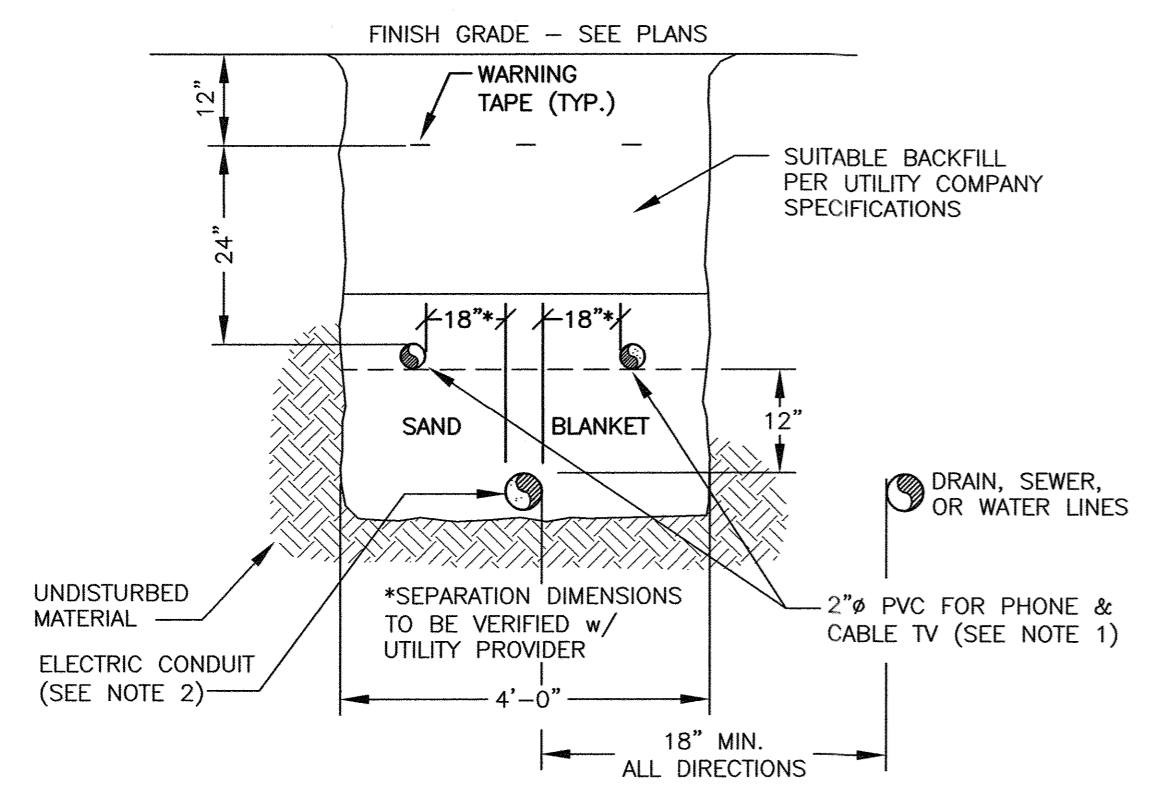 FINISH GRADE – SEE PLANS
12"
WARNING
TAPE (TYP.)
SUITABLE BACKFILL
PER UTILITY COMPANY
SPECIFICATIONS
24"
18"*
18"*
SAND
BLANKET
12"
DRAIN, SEWER,
OR WATER LINES
UNDISTURBED
MATERIAL
*SEPARATION DIMENSIONS
TO BE VERIFIED w/
UTILITY PROVIDER
2"ø PVC FOR PHONE &
CABLE TV (SEE NOTE 1)
ELECTRIC CONDUIT
(SEE NOTE 2)
4'-0"
18" MIN.
ALL DIRECTIONS